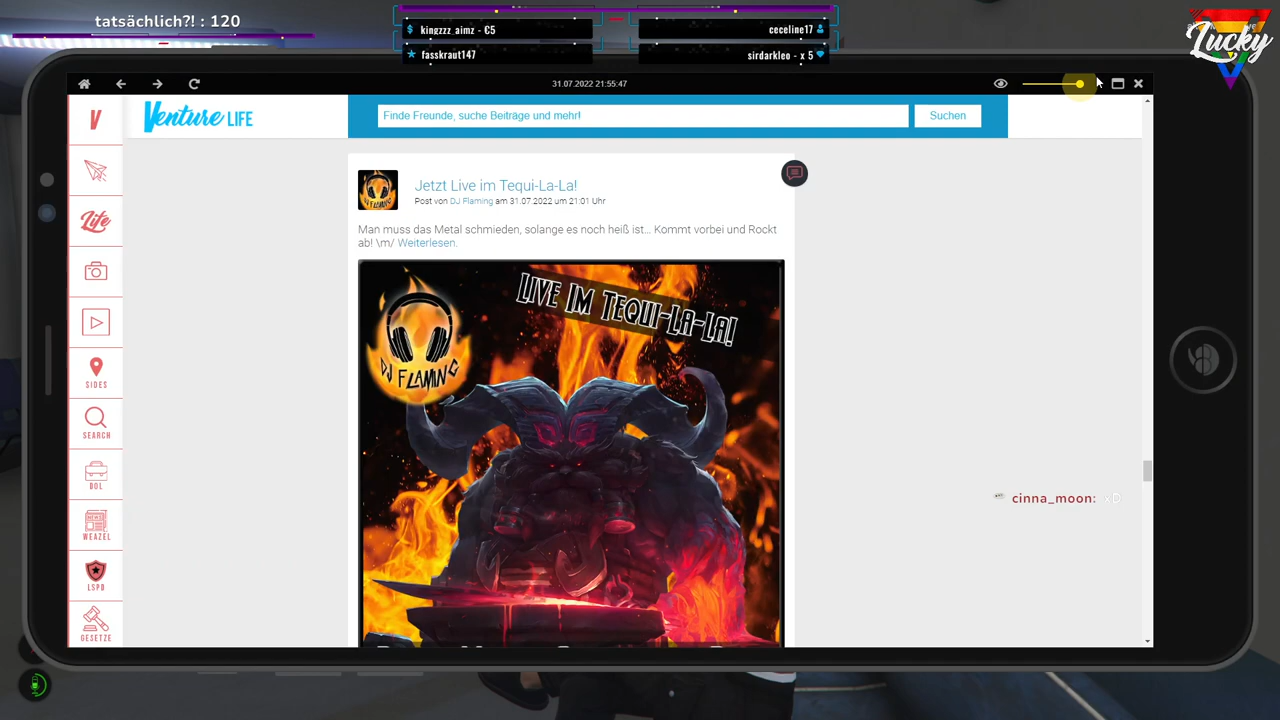 tatsächlich?! : 120
kingzzz_aimz - €5
fasskraut147
ceceline17
sirdarkleo - x 5
Lucky
31.07.2022 21:55:47
V
Venture LIFE
Finde Freunde, suche Beiträge und mehr!
Suchen
Life
SIDES
SEARCH
BOL
WEAZEL
LSPD
GESETZE
Jetzt Live im Tequi-La-La!
Post von DJ Flaming am 31.07.2022 um 21:01 Uhr
Man muss das Metal schmieden, solange es noch heiß ist... Kommt vorbei und Rockt
ab! \m/ Weiterlesen.
LIVE IM TEQUI-LA-LA!
DJ FLAMING
cinna_moon: xD